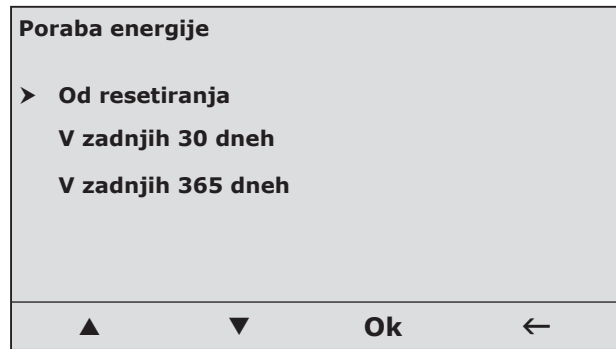 Poraba energije
➤ Od resetiranja
V zadnjih 30 dneh
V zadnjih 365 dneh
▲ ▼ Ok ←